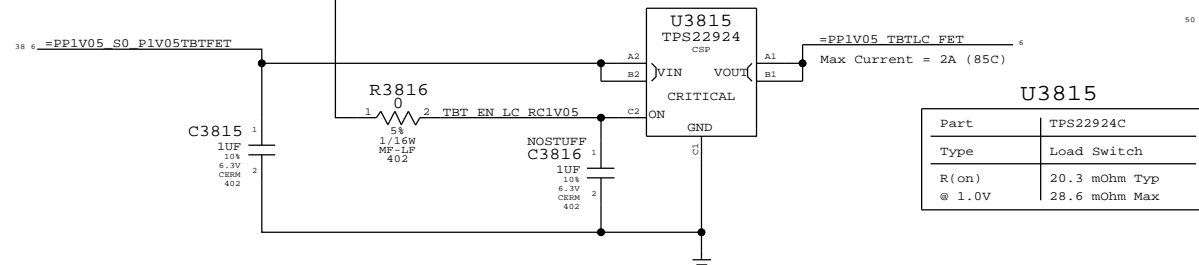 U3815
TPS22924
CSP
50
38 6 =PP1V05_S0_P1V05TBTFET
A2 A1
=PP1V05_TBTLC_FET 6
B2 VIN VOUT B1
Max Current = 2A (85C)
R3816
0
CRITICAL
1 2 TBT_EN_LC_RC1V05 C2 ON
5%
1/16W
MF-LF
402
GND
C1
C3815 1
1UF
10%
6.3V 2
CERM
402
NOSTUFF
C3816 1
1UF
10%
6.3V 2
CERM
402
U3815
Part TPS22924C
Type Load Switch
R(on) 20.3 mOhm Typ
@ 1.0V 28.6 mOhm Max